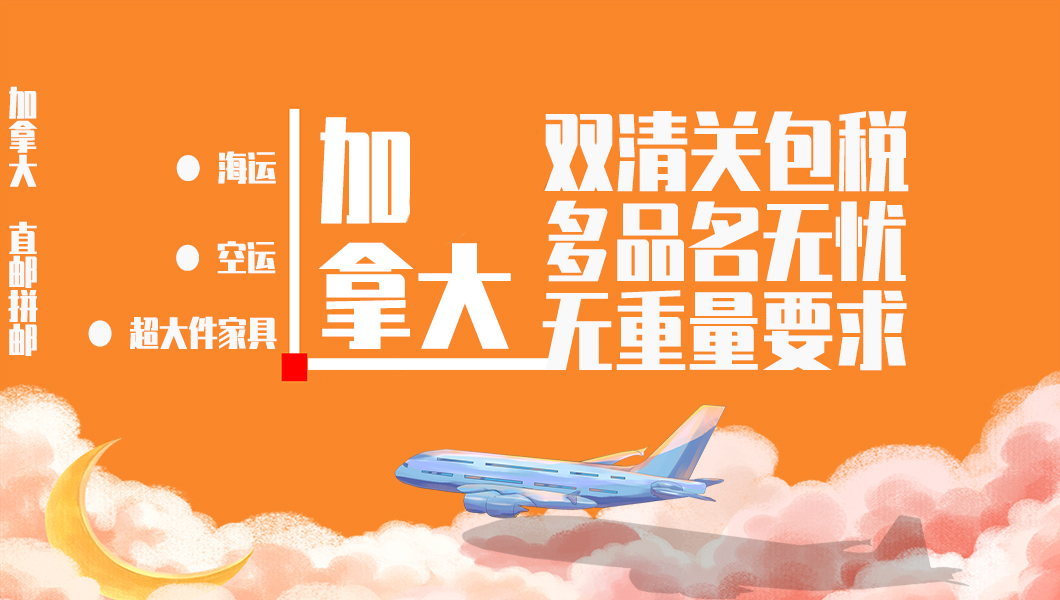 加拿大 直邮拼邮
海运
空运
超大件家具
加
拿大
双清关包税
多品名无忧
无重量要求